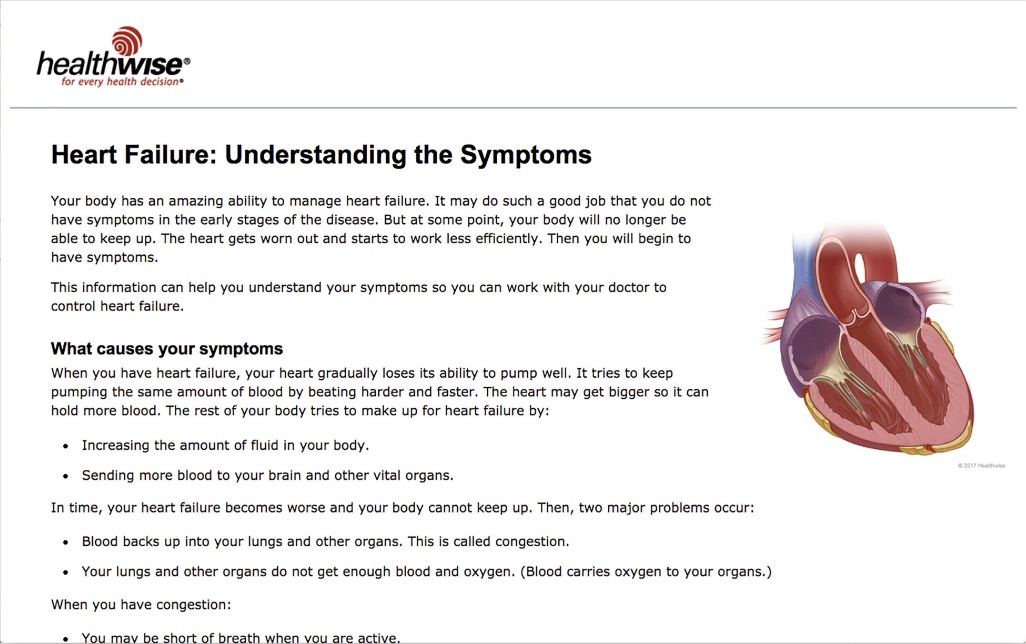 healthwise®
for every health decision®
Heart Failure: Understanding the Symptoms
Your body has an amazing ability to manage heart failure. It may do such a good job that you do not
have symptoms in the early stages of the disease. But at some point, your body will no longer be
able to keep up. The heart gets worn out and starts to work less efficiently. Then you will begin to
have symptoms.
This information can help you understand your symptoms so you can work with your doctor to
control heart failure.
What causes your symptoms
When you have heart failure, your heart gradually loses its ability to pump well. It tries to keep
pumping the same amount of blood by beating harder and faster. The heart may get bigger so it can
hold more blood. The rest of your body tries to make up for heart failure by:
• Increasing the amount of fluid in your body.
• Sending more blood to your brain and other vital organs.
© 2017 Healthwise
In time, your heart failure becomes worse and your body cannot keep up. Then, two major problems occur:
• Blood backs up into your lungs and other organs. This is called congestion.
• Your lungs and other organs do not get enough blood and oxygen. (Blood carries oxygen to your organs.)
When you have congestion:
• You may be short of breath when you are active.